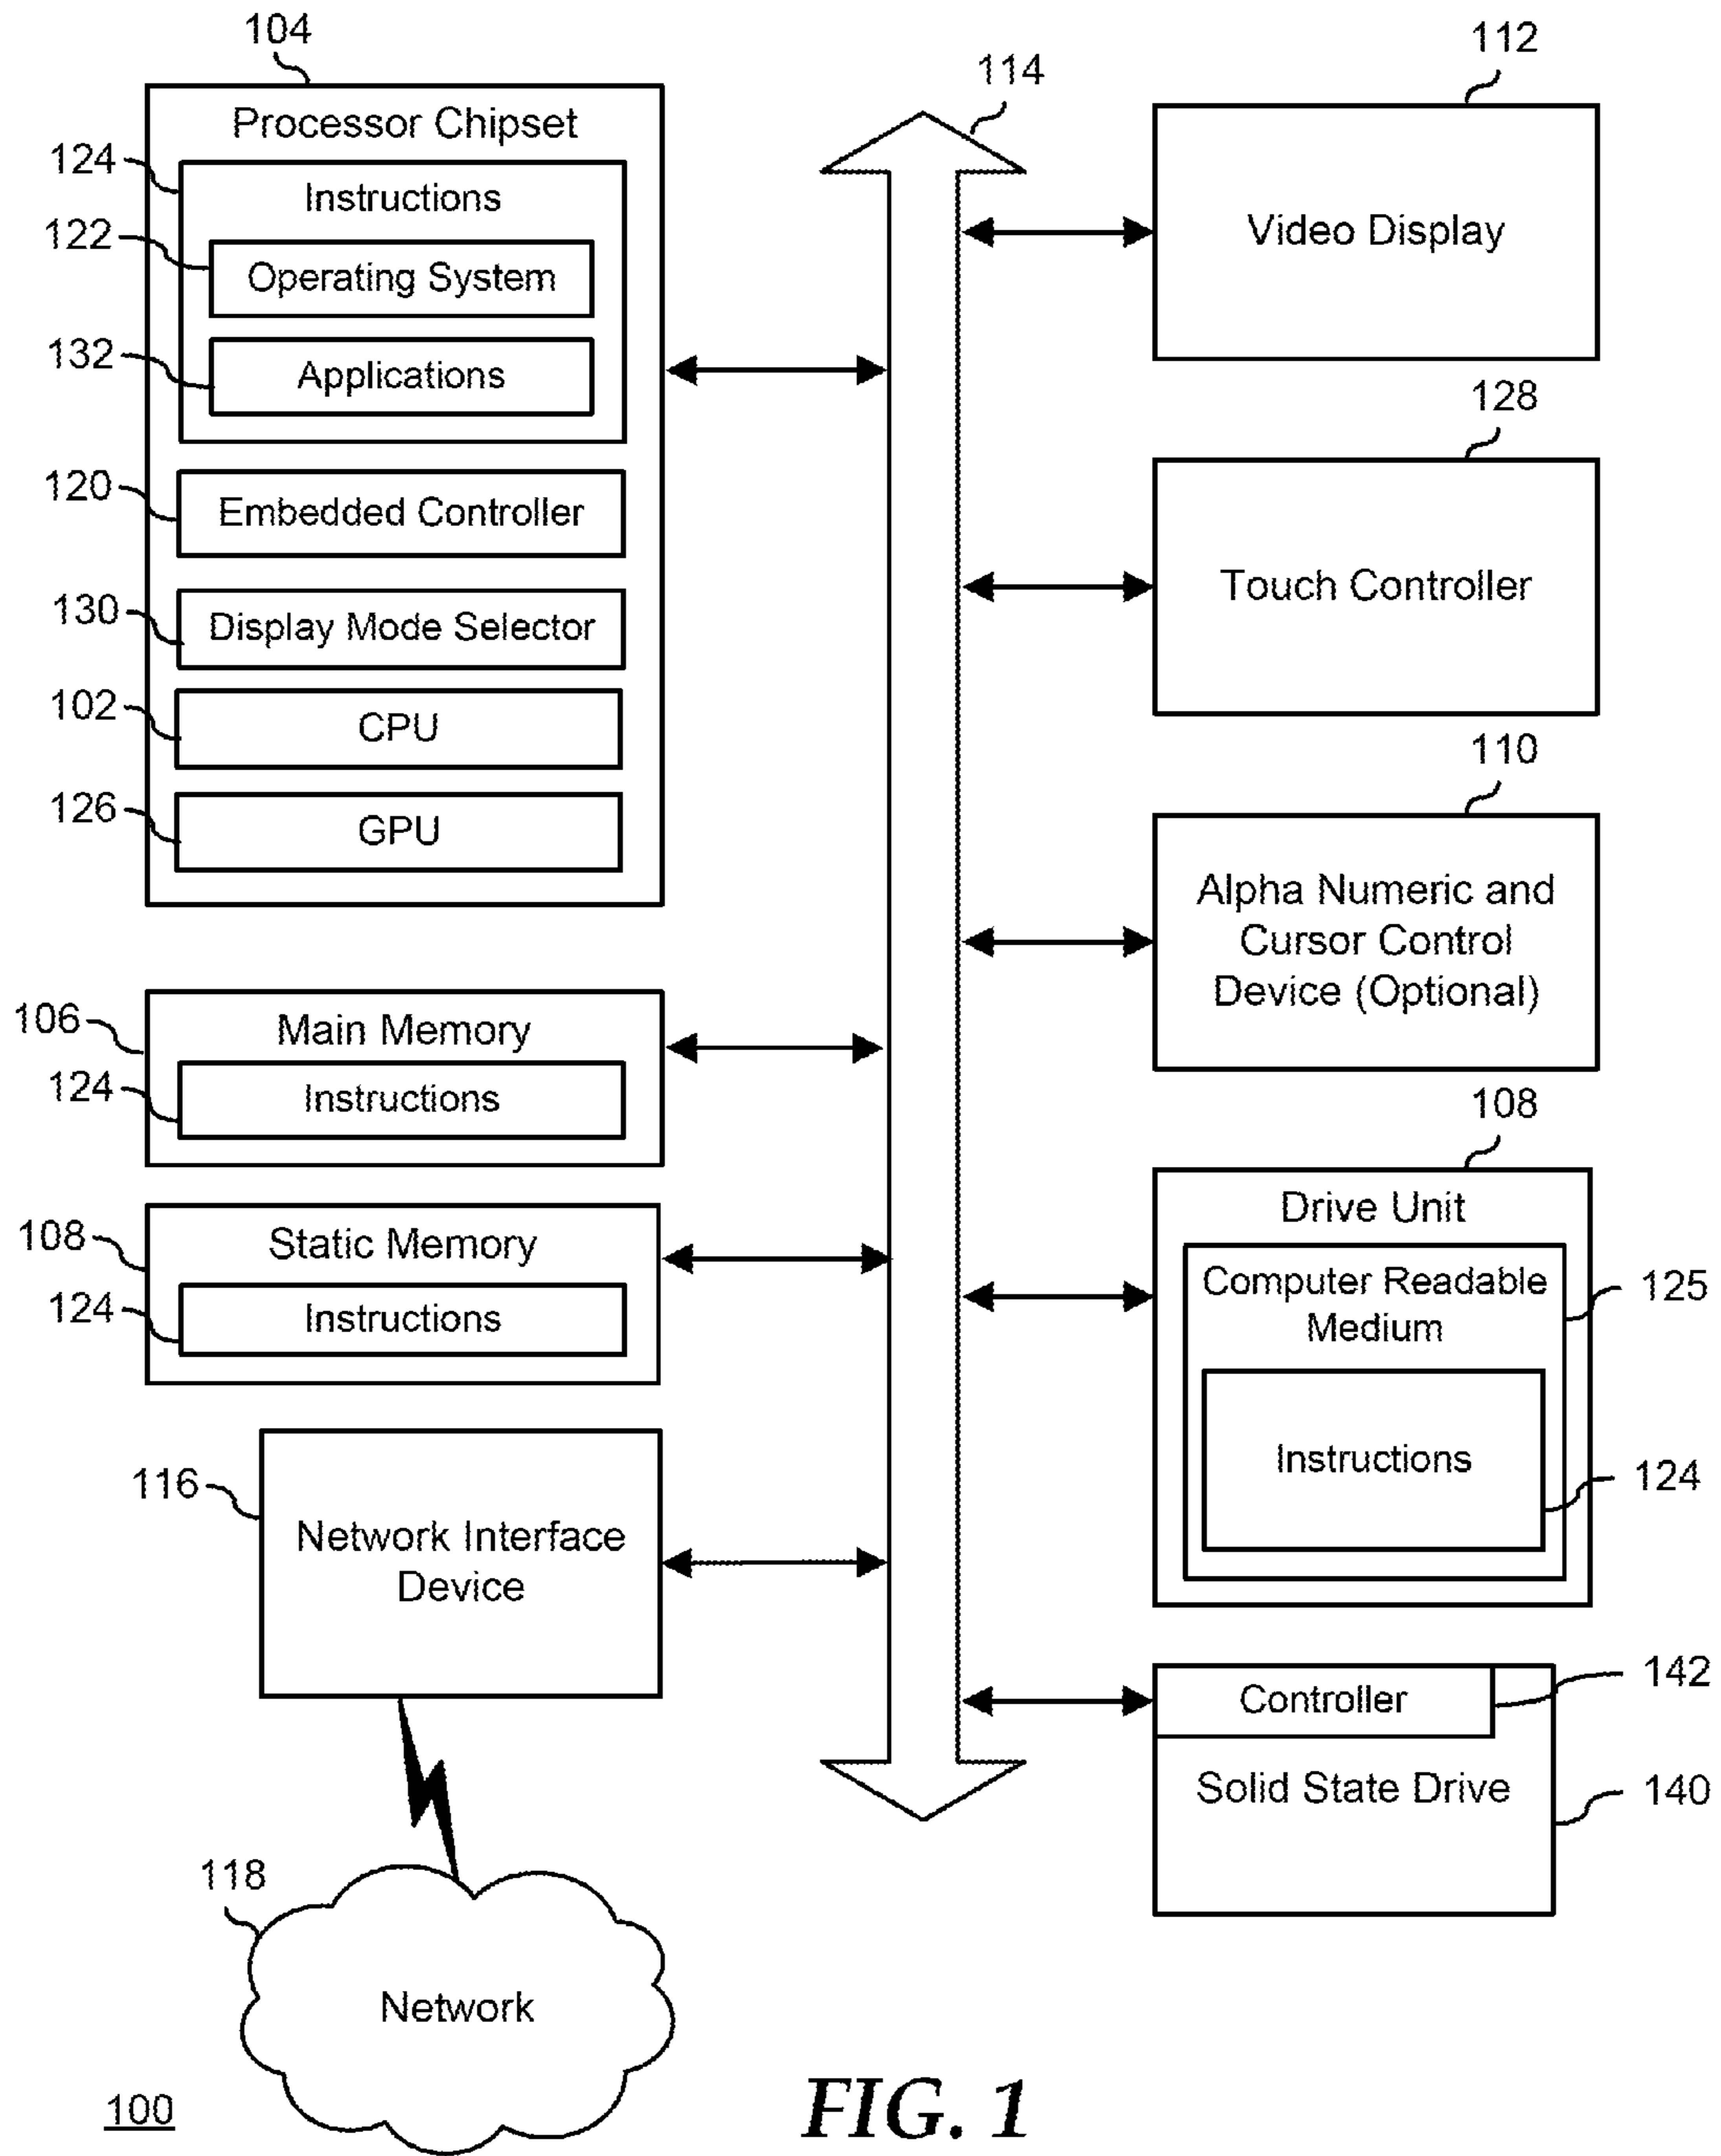 104
Processor Chipset
124
Instructions
122
Operating System
132
Applications
120
Embedded Controller
130
Display Mode Selector
102
CPU
126
GPU
106
Main Memory
124
Instructions
108
Static Memory
124
Instructions
116
Network Interface
Device
118
Network
100
114
112
Video Display
128
Touch Controller
110
Alpha Numeric and
Cursor Control
Device (Optional)
108
Drive Unit
Computer Readable
Medium
125
Instructions
124
Controller
142
Solid State Drive
140
FIG. 1